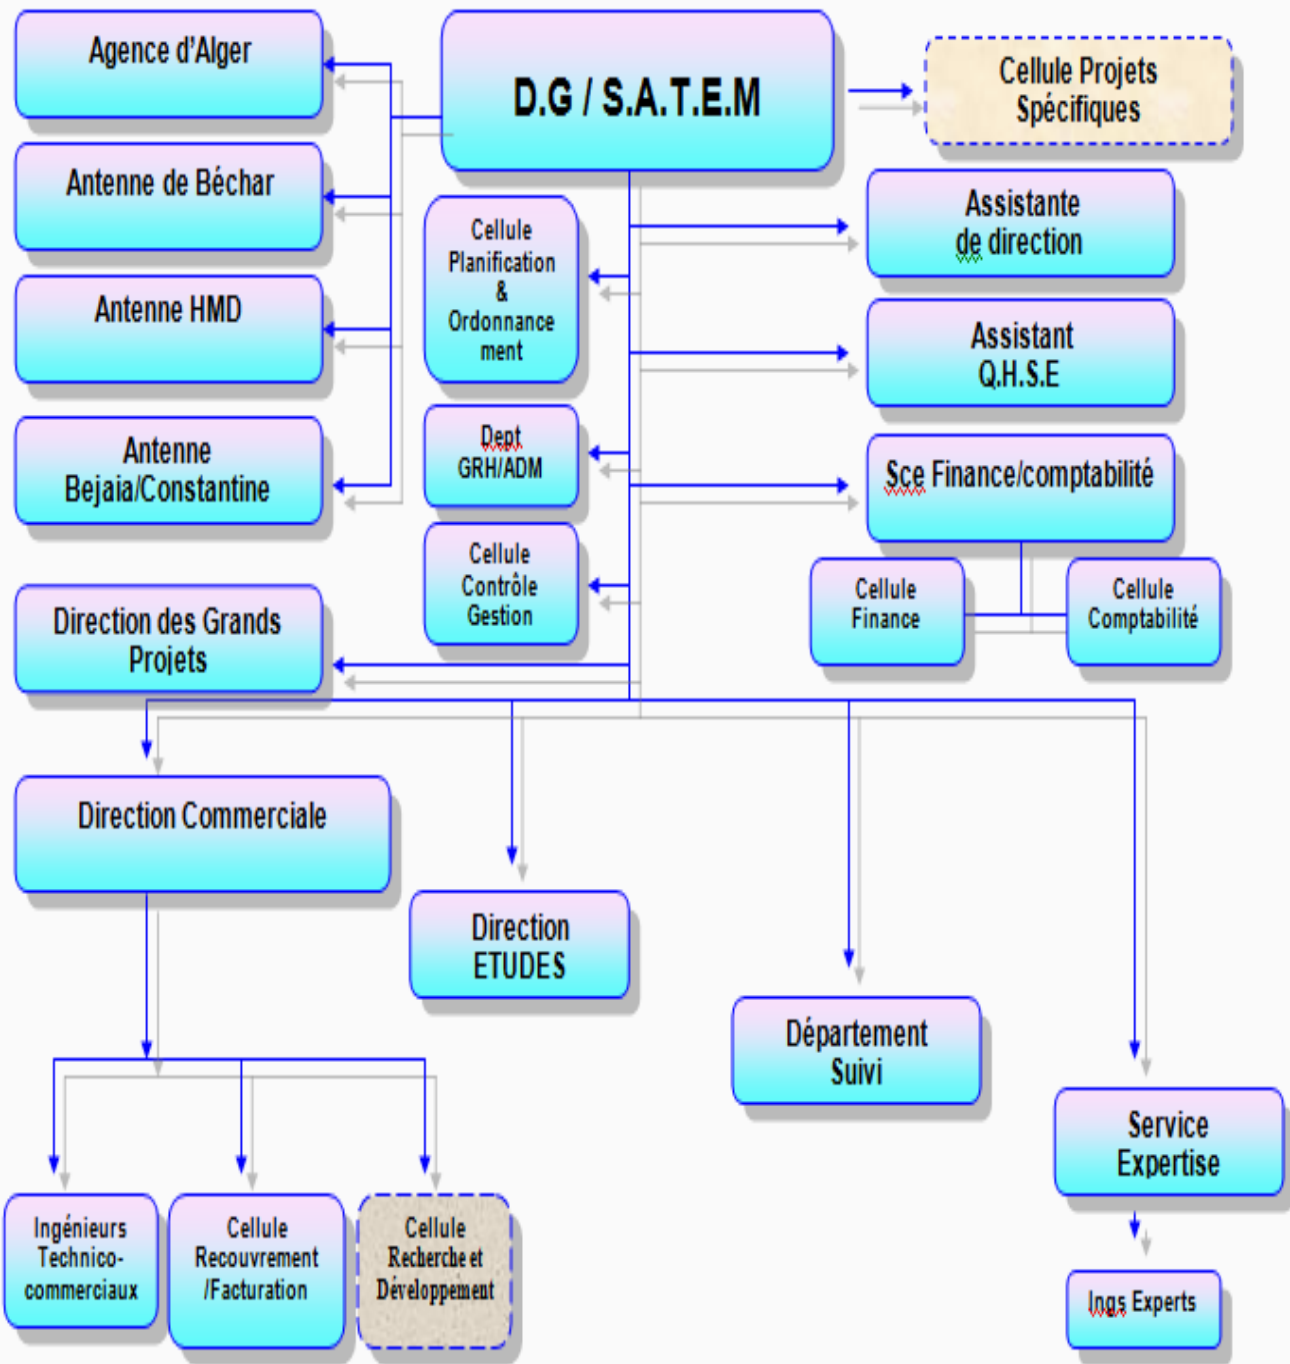 Agence d'Alger
D.G / S.A.T.E.M
Cellule Projets
Spécifiques
Antenne de Béchar
Assistante
de direction
Cellule
Planification
&
Ordonnance
ment
Antenne HMD
Assistant
Q.H.S.E
Antenne
Bejaia/Constantine
Dept
GRH/ADM
Sce Finance/comptabilité
Cellule
Contrôle
Gestion
Cellule
Finance
Cellule
Comptabilité
Direction des Grands
Projets
Direction Commerciale
Direction
ETUDES
Département
Suivi
Service
Expertise
Ingénieurs
Technico-
commerciaux
Cellule
Recouvrement
/Facturation
Cellule
Recherche et
Développement
Ings Experts